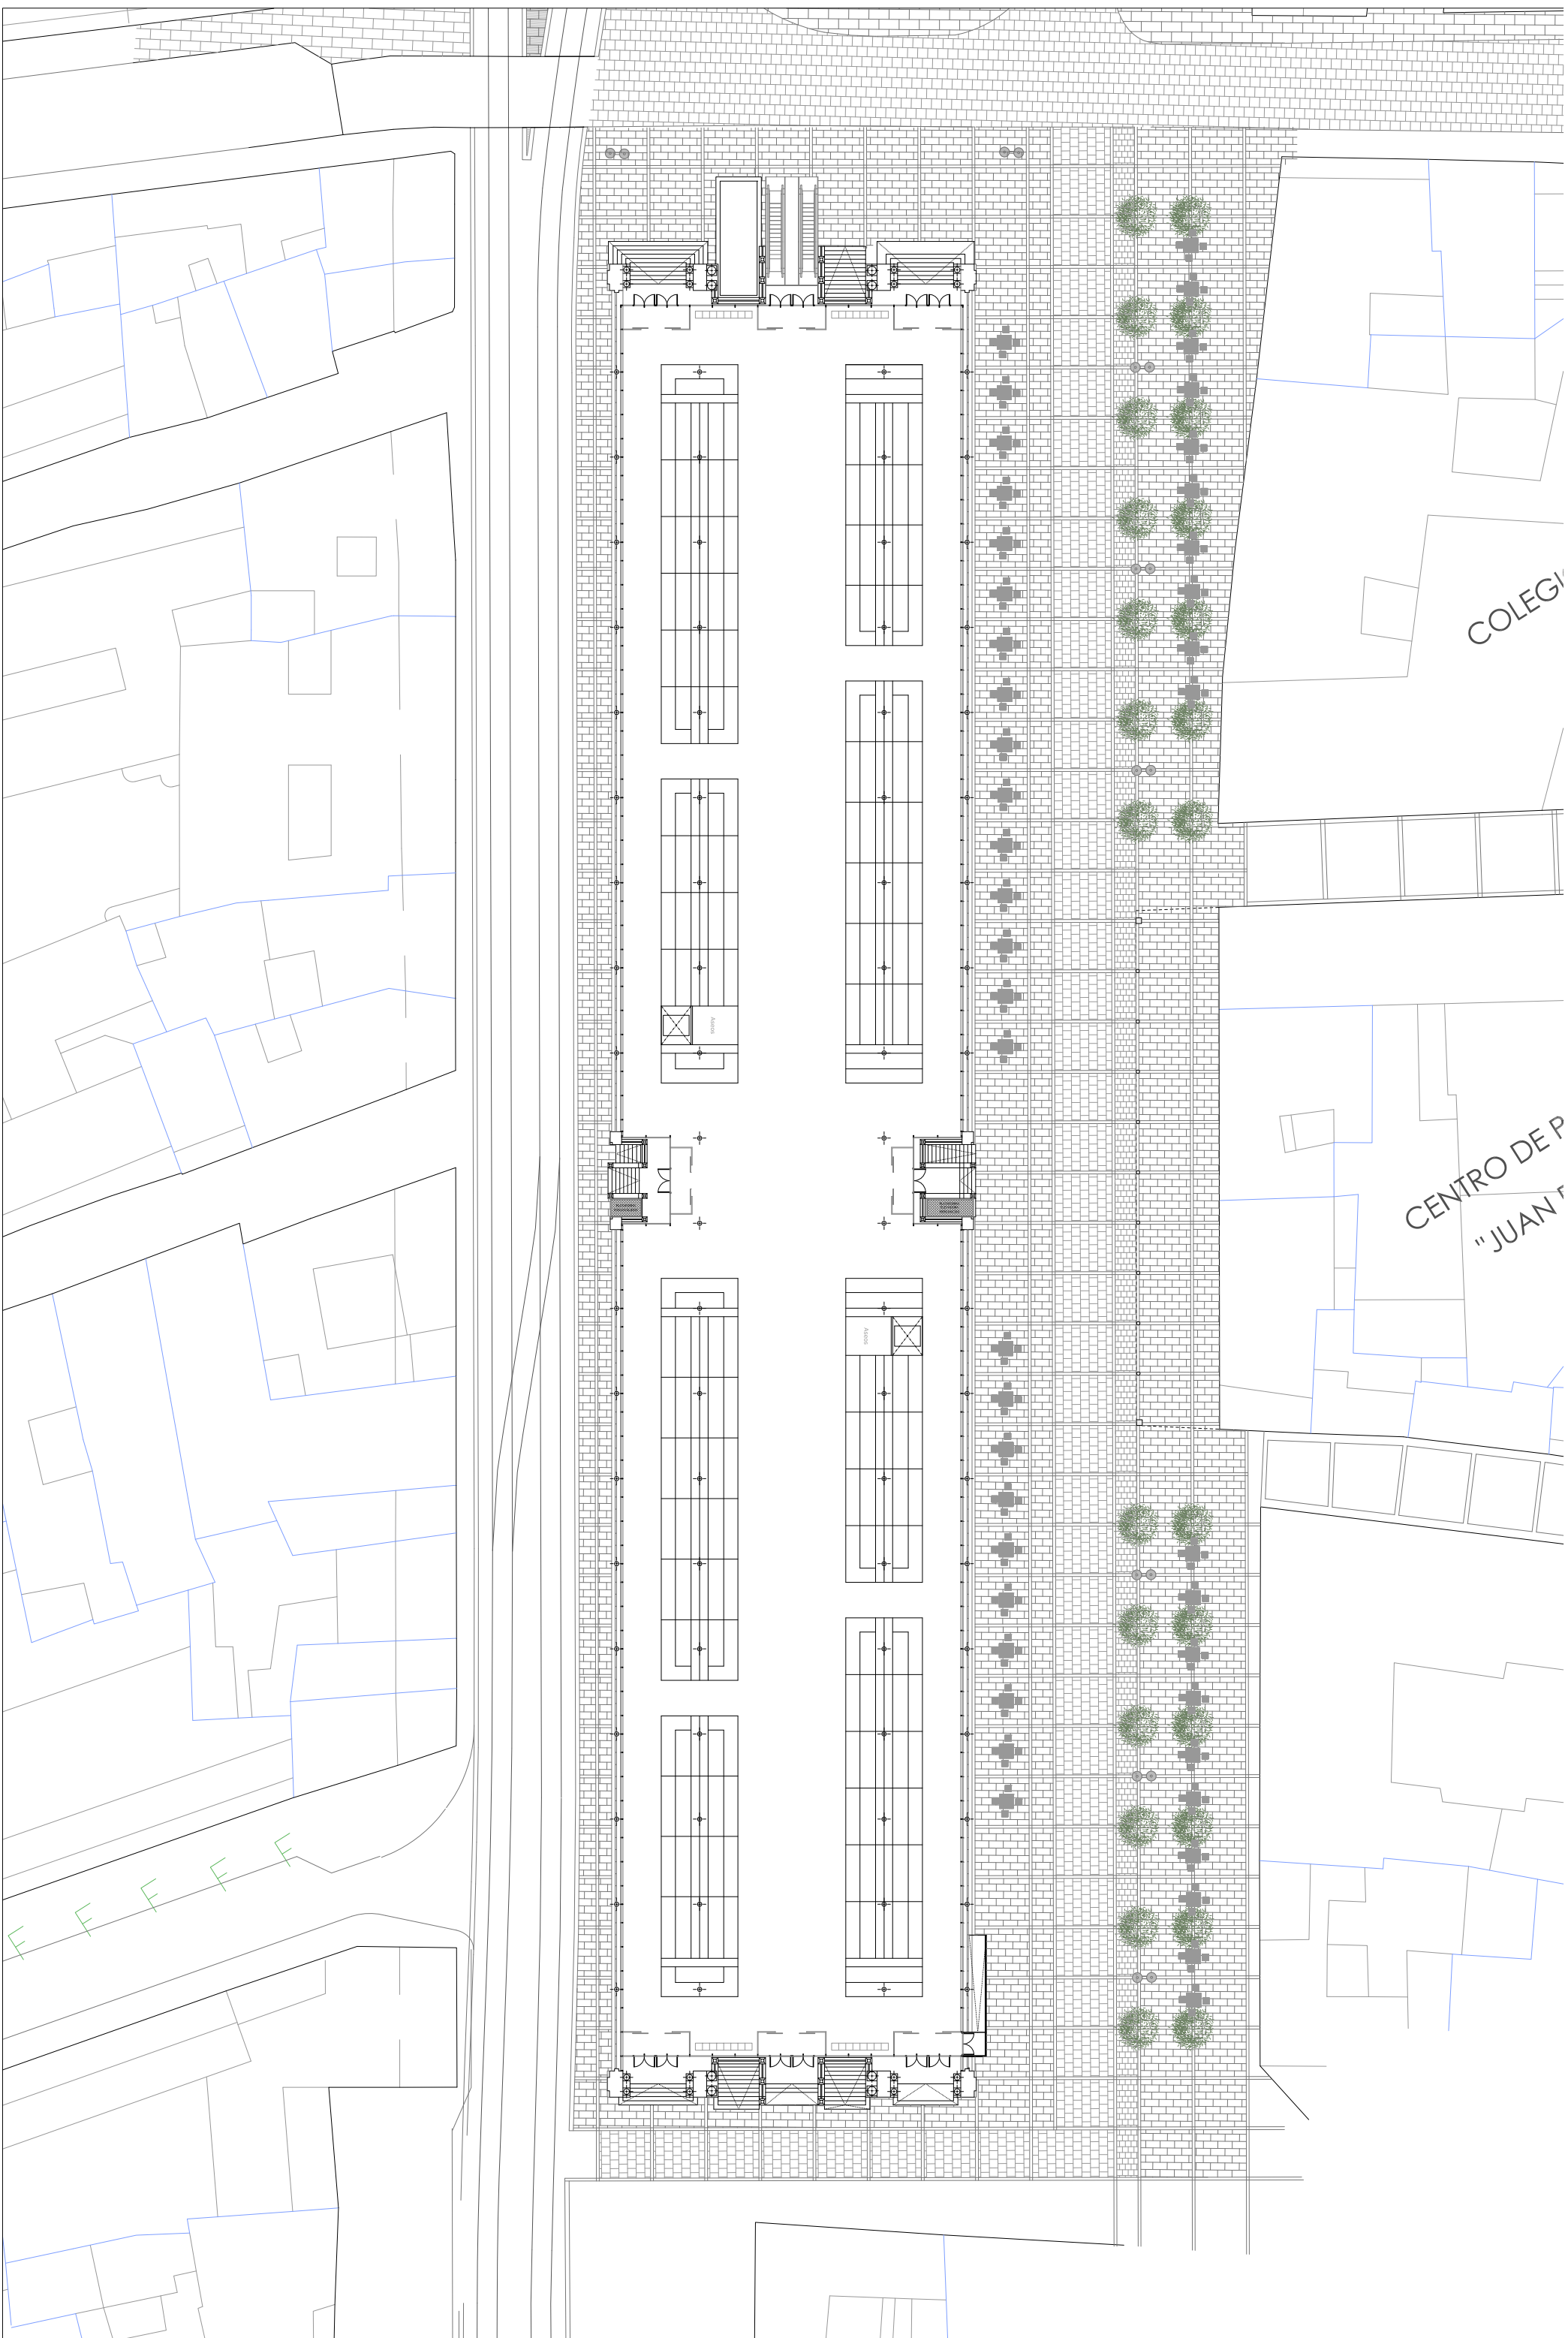 COLEGI
Aseos
CENTRO DE P
"JUAN
Aseos
F F F F F